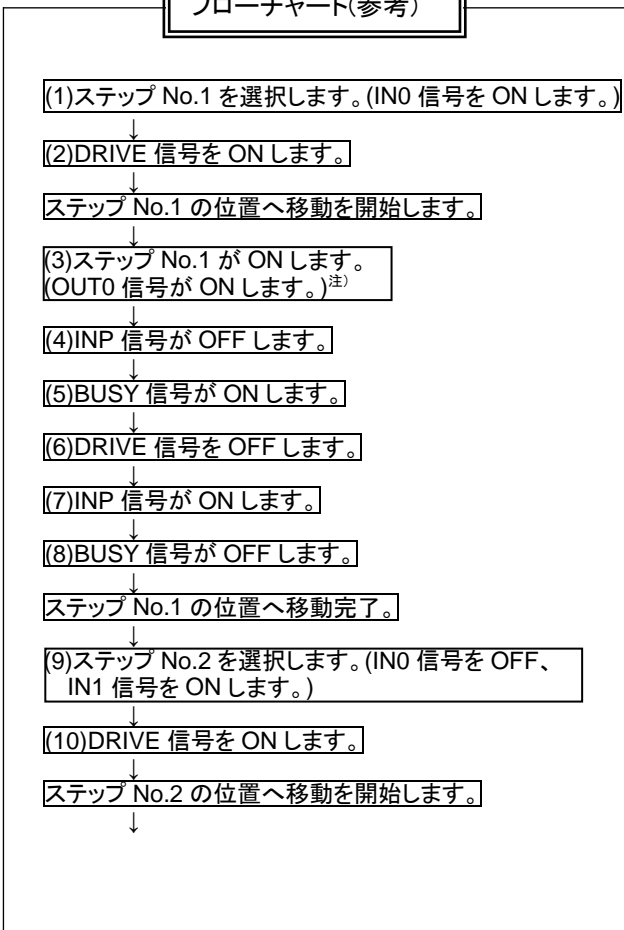 フローチャート(参考)
(1)ステップ No.1 を選択します。(IN0 信号を ON します。)
↓
(2)DRIVE 信号を ON します。
↓
ステップ No.1 の位置へ移動を開始します。
↓
(3)ステップ No.1 が ON します。
(OUT0 信号が ON します。)注)
↓
(4)INP 信号が OFF します。
↓
(5)BUSY 信号が ON します。
↓
(6)DRIVE 信号を OFF します。
↓
(7)INP 信号が ON します。
↓
(8)BUSY 信号が OFF します。
↓
ステップ No.1 の位置へ移動完了。
↓
(9)ステップ No.2 を選択します。(IN0 信号を OFF、
IN1 信号を ON します。)
↓
(10)DRIVE 信号を ON します。
↓
ステップ No.2 の位置へ移動を開始します。
↓